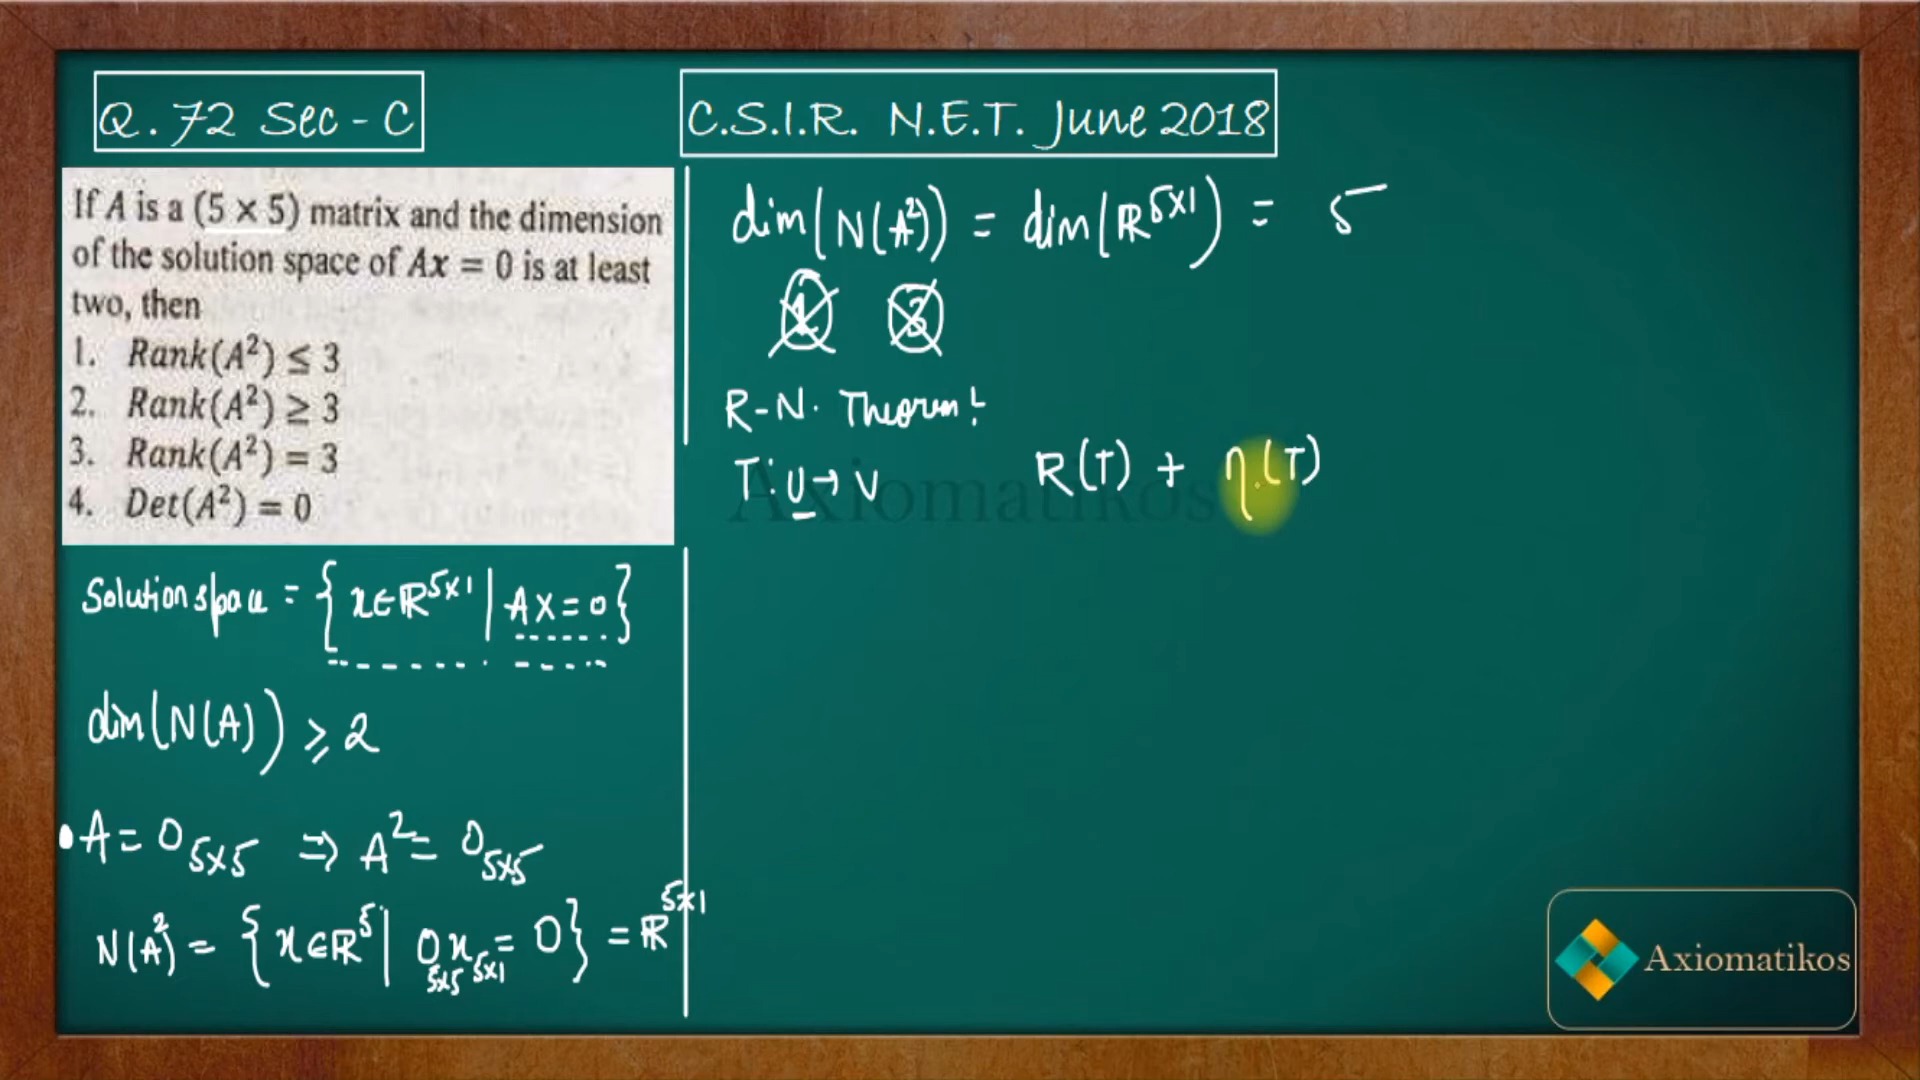 Q. 72 Sec - C
C.S.I.R. N.E.T. June 2018
If A is a (5 × 5) matrix and the dimension
of the solution space of Ax = 0 is at least
two, then
1. Rank(A²) ≤ 3
2. Rank(A²) ≥ 3
3. Rank(A²) = 3
4. Det(A²) = 0
Solution space = { x∈ℝ^5×1 | AX = 0 }
dim(N(A)) ≥ 2
• A = 0_5×5 ⇒ A² = 0_5×5
N(A²) = { x∈ℝ^5 | 0_5×5 x_5×1 = 0 } = ℝ^5×1
dim(N(A²)) = dim(ℝ^5×1) = 5
3
R-N. Theorem:
T: U → V R(T) + η(T)
Axiomatikos
Axiomatikos